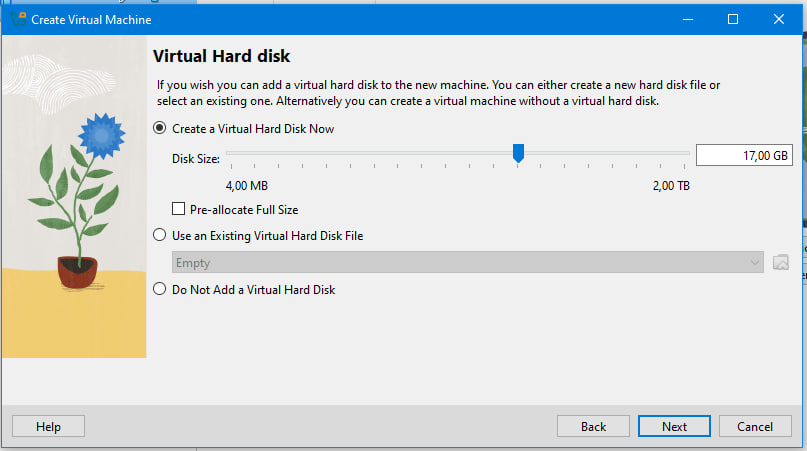 Create Virtual Machine
Virtual Hard disk
If you wish you can add a virtual hard disk to the new machine. You can either create a new hard disk file or
select an existing one. Alternatively you can create a virtual machine without a virtual hard disk.
Create a Virtual Hard Disk Now
Disk Size:
17,00 GB
4,00 MB
2,00 TB
Pre-allocate Full Size
Use an Existing Virtual Hard Disk File
Empty
Do Not Add a Virtual Hard Disk
Help
Back
Next
Cancel